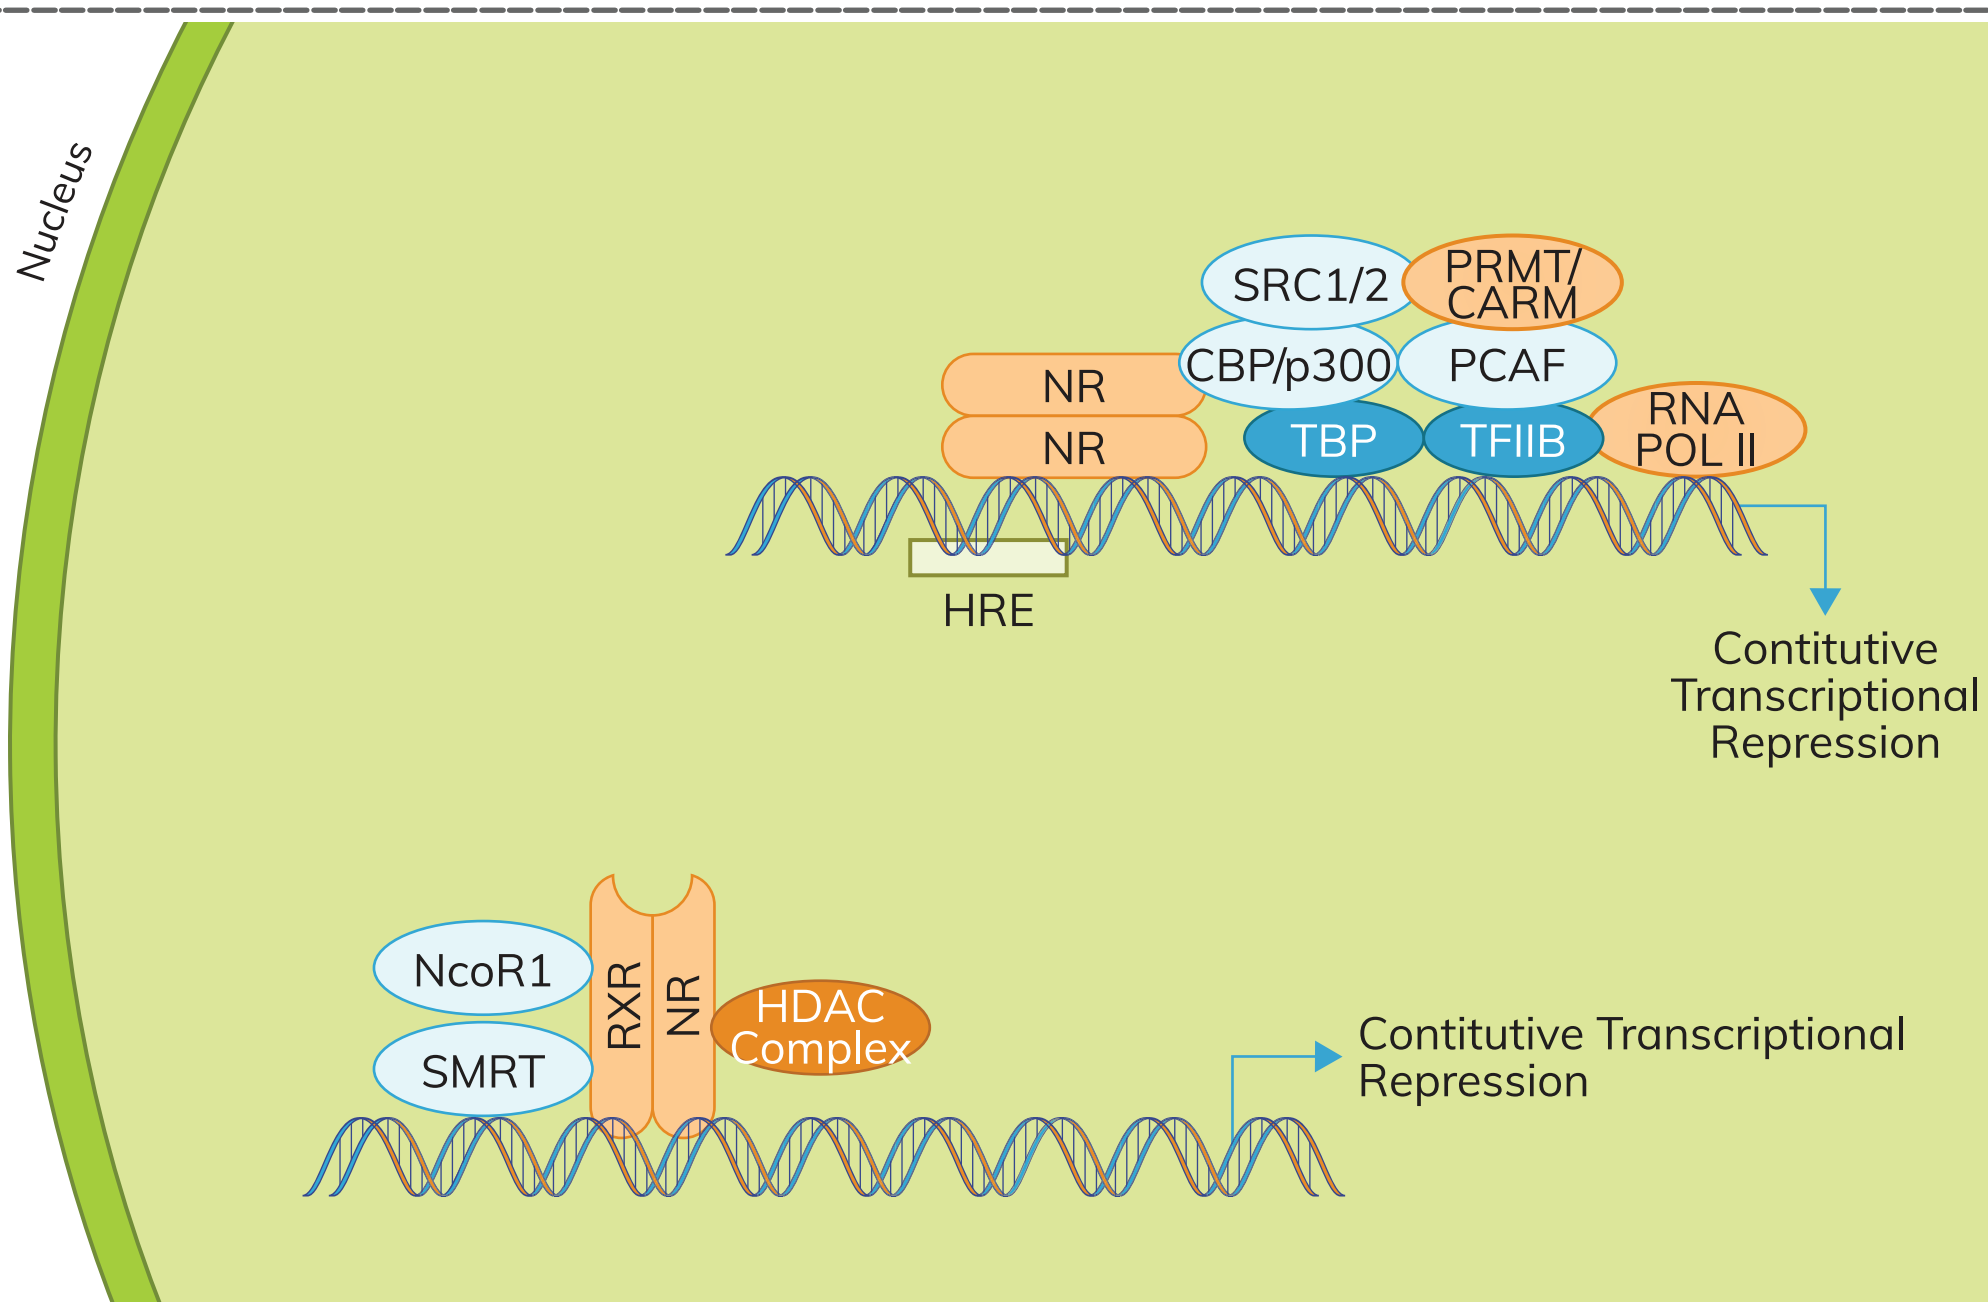 Nucleus
SRC1/2
PRMT/
CARM
CBP/p300
PCAF
NR
NR
TBP
TFIIB
RNA
POL II
HRE
Contitutive
Transcriptional
Repression
NcoR1
SMRT
RXR
NR
HDAC
Complex
Contitutive Transcriptional
Repression